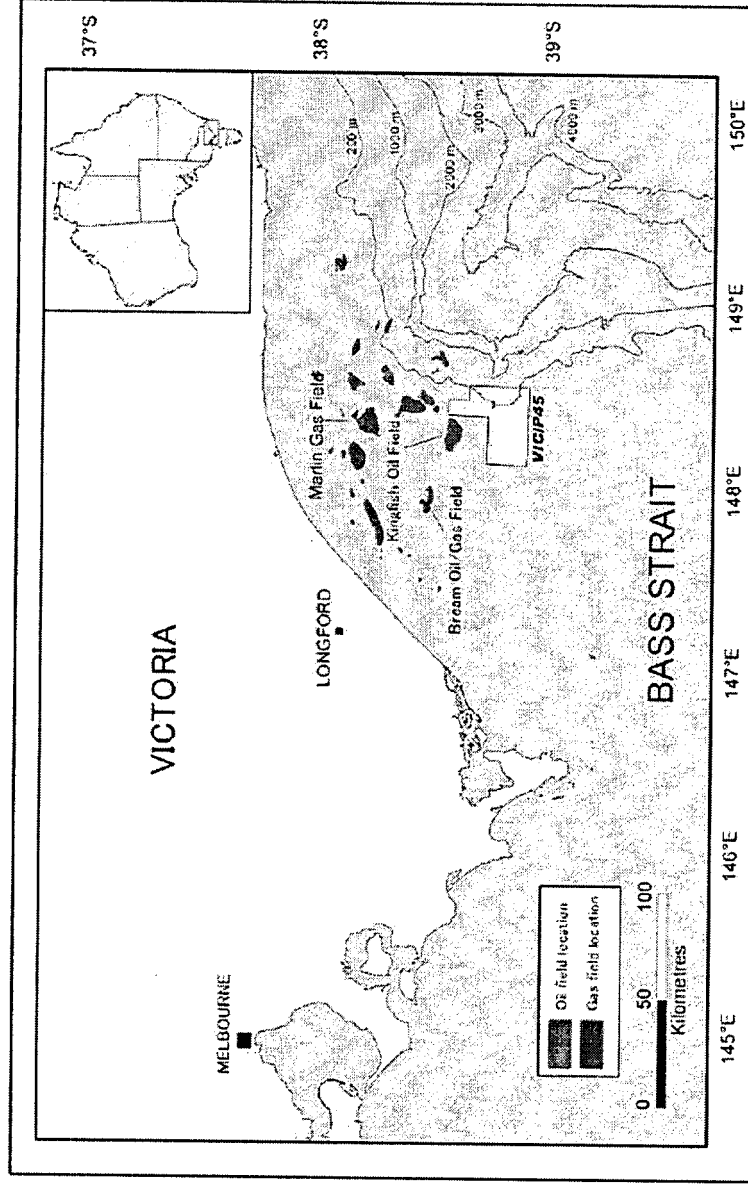 37°S
38°S
39°S
VICTORIA
MELBOURNE
LONGFORD
Marlin Gas Field
Kingfish Oil Field
Bream Oil/Gas Field
VIC/P45
BASS STRAIT
200 m
1000 m
2000 m
3000 m
4000 m
Oil field location
Gas field location
0 50 100
Kilometres
145°E 146°E 147°E 148°E 149°E 150°E